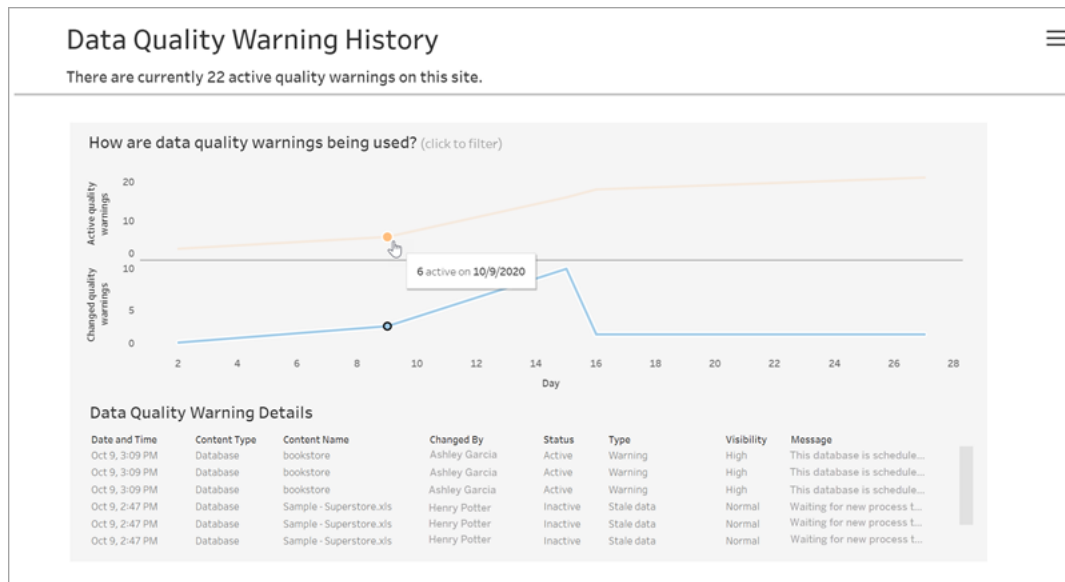 Data Quality Warning History
There are currently 22 active quality warnings on this site.
How are data quality warnings being used? (click to filter)
Active quality
warnings
20
10
0
6 active on 10/9/2020
Changed quality
warnings
10
5
0
2 4 6 8 10 12 14 16 18 20 22 24 26 28
Day
Data Quality Warning Details
Date and Time Content Type Content Name Changed By Status Type Visibility Message
Oct 9, 3:09 PM Database bookstore Ashley Garcia Active Warning High This database is schedule...
Oct 9, 3:09 PM Database bookstore Ashley Garcia Active Warning High This database is schedule...
Oct 9, 3:09 PM Database bookstore Ashley Garcia Active Warning High This database is schedule...
Oct 9, 2:47 PM Database Sample - Superstore.xls Henry Potter Inactive Stale data Normal Waiting for new process t...
Oct 9, 2:47 PM Database Sample - Superstore.xls Henry Potter Inactive Stale data Normal Waiting for new process t...
Oct 9, 2:47 PM Database Sample - Superstore.xls Henry Potter Inactive Stale data Normal Waiting for new process t...